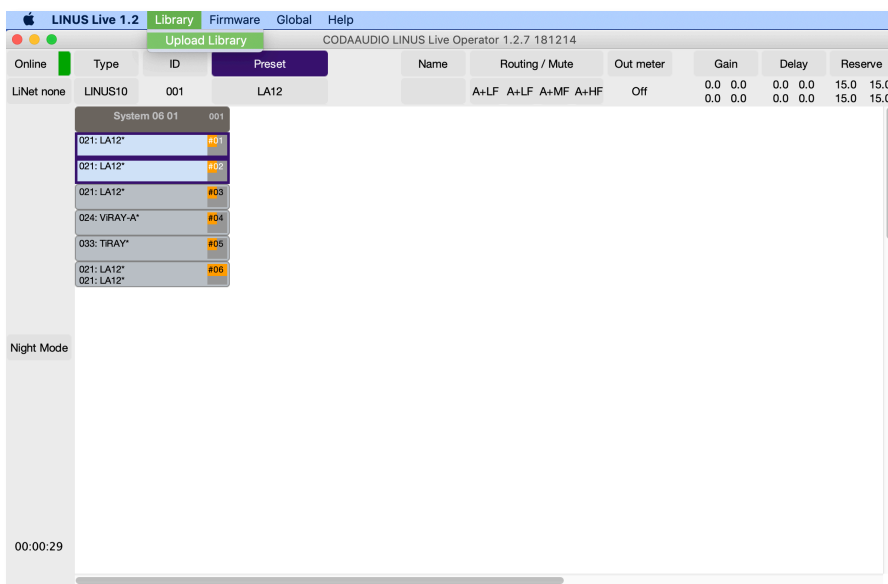 LINUS Live 1.2 Library Firmware Global Help
Upload Library
CODAAUDIO LINUS Live Operator 1.2.7 181214
Online Type ID Preset Name Routing / Mute Out meter Gain Delay Reserve
LiNet none LINUS10 001 LA12 A+LF A+LF A+MF A+HF Off 0.0 0.0 0.0 0.0 15.0 15.0
0.0 0.0 0.0 0.0 15.0 15.0
System 06 01 001
021: LA12* #01
021: LA12* #02
021: LA12* #03
024: ViRAY-A* #04
033: TiRAY* #05
021: LA12* #06
021: LA12*
Night Mode
00:00:29